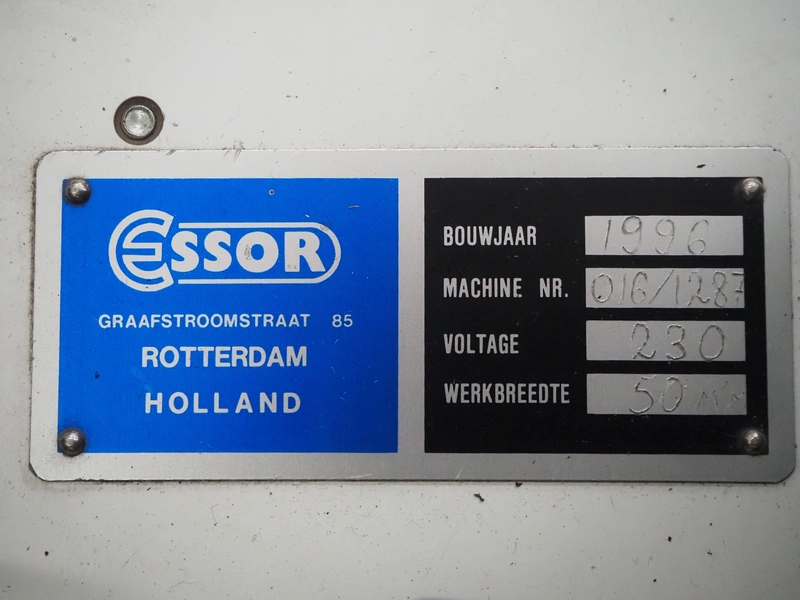 ESSOR
GRAAFSTROOMSTRAAT 85
ROTTERDAM
HOLLAND
BOUWJAAR 1996
MACHINE NR. 016/1287
VOLTAGE 230
WERKBREEDTE 50